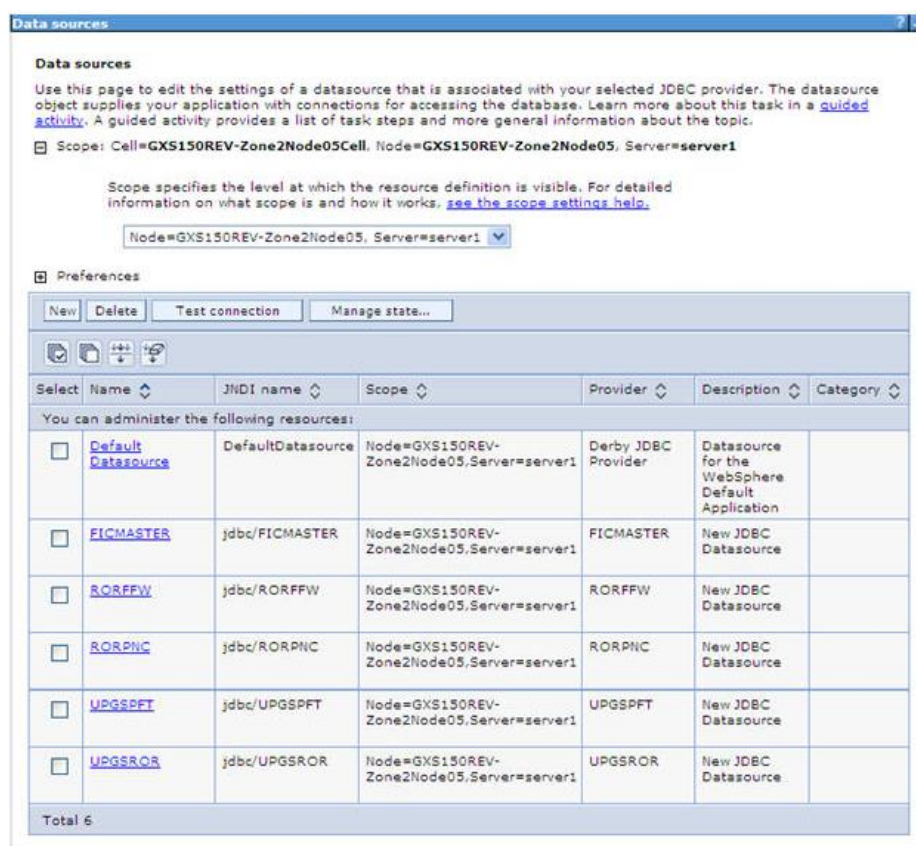 Data sources
?
Data sources
Use this page to edit the settings of a datasource that is associated with your selected JDBC provider. The datasource
object supplies your application with connections for accessing the database. Learn more about this task in a guided
activity. A guided activity provides a list of task steps and more general information about the topic.
Scope: Cell=GXS150REV-Zone2Node05Cell, Node=GXS150REV-Zone2Node05, Server=server1
Scope specifies the level at which the resource definition is visible. For detailed
information on what scope is and how it works, see the scope settings help.
Node=GXS150REV-Zone2Node05, Server=server1
Preferences
New Delete Test connection Manage state...
Select Name JNDI name Scope Provider Description Category
You can administer the following resources:
Default DefaultDatasource Node=GXS150REV- Derby JDBC Datasource
Datasource Zone2Node05,Server=server1 Provider for the
WebSphere
Default
Application
FICMASTER jdbc/FICMASTER Node=GXS150REV- FICMASTER New JDBC
Zone2Node05,Server=server1 Datasource
RORFFW jdbc/RORFFW Node=GXS150REV- RORFFW New JDBC
Zone2Node05,Server=server1 Datasource
RORPNC jdbc/RORPNC Node=GXS150REV- RORPNC New JDBC
Zone2Node05,Server=server1 Datasource
UPGSPFT jdbc/UPGSPFT Node=GXS150REV- UPGSPFT New JDBC
Zone2Node05,Server=server1 Datasource
UPGSROR jdbc/UPGSROR Node=GXS150REV- UPGSROR New JDBC
Zone2Node05,Server=server1 Datasource
Total 6